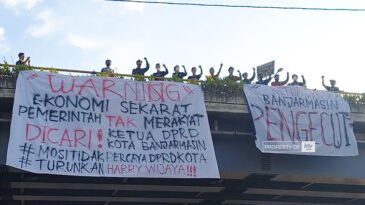 "WARNING"
EKONOMI SEKARAT
PEMERINTAH TAK MERAKYAT
DICARI! KETUA DPRD
KOTA BANJARMASIN
# MOSITIDAKPERCAYA DPRDKOTA
# TURUNKAN HARRY WIJAYA!!!
BANJARMASIN
PENGECUT
PROPERTY OF